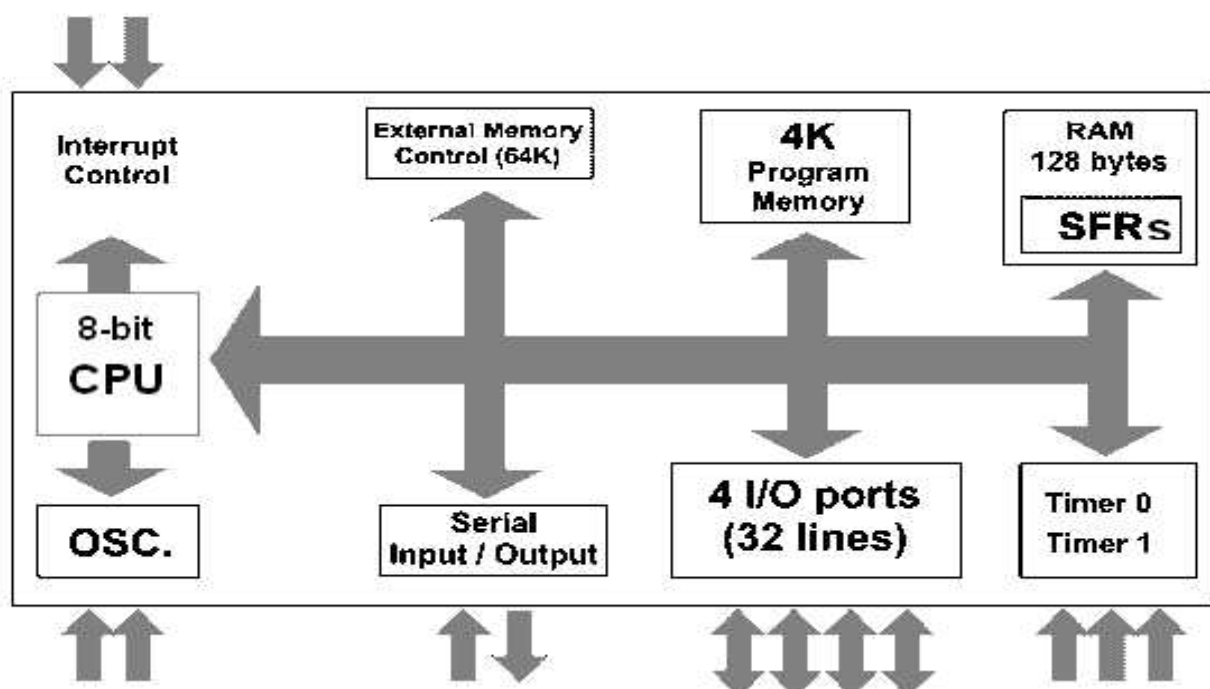 Interrupt
Control
External Memory
Control (64K)
4K
Program
Memory
RAM
128 bytes
SFRs
8-bit
CPU
OSC.
Serial
Input / Output
4 I/O ports
(32 lines)
Timer 0
Timer 1